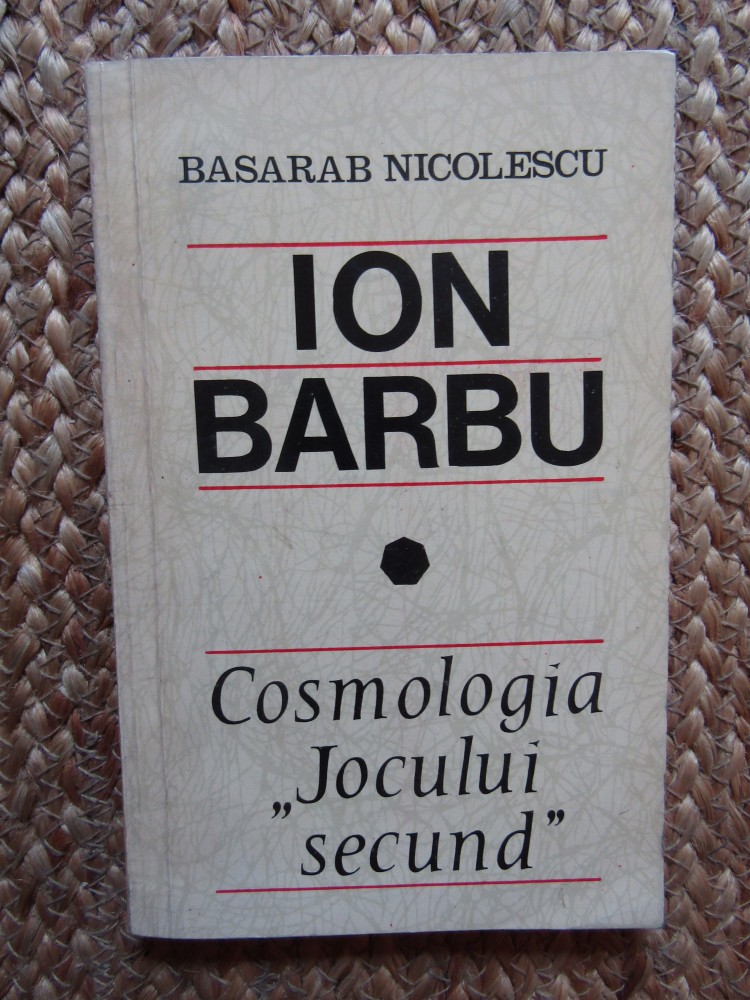 BASARAB NICOLESCU
ION
BARBU
Cosmologia
„Jocului
secund”